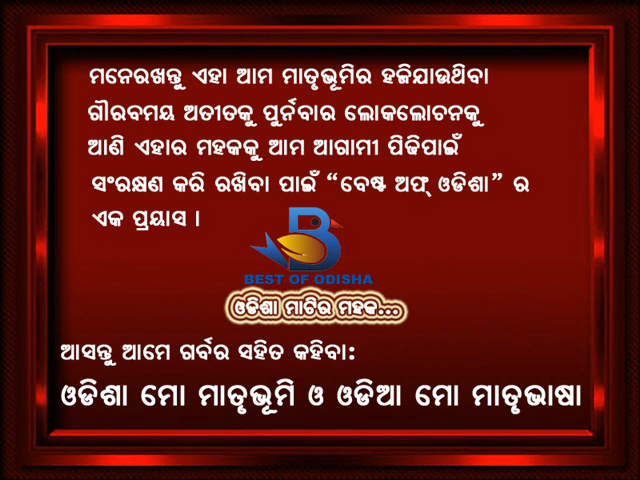 ମନେରଖନ୍ତୁ ଏହା ଆମ ମାତୃଭୂମିର ହଜିଯାଉଥିବା
ଗୌରବମୟ ଅତୀତକୁ ପୁର୍ନବାର ଲୋକଲୋଚନକୁ
ଆଣି ଏହାର ମହକକୁ ଆମ ଆଗାମୀ ପିଢିପାଇଁ
ସଂରକ୍ଷଣ କରି ରଖିବା ପାଇଁ “ବେଷ୍ଟ ଅଫ୍ ଓଡିଶା” ର
ଏକ ପ୍ରୟାସ ।
BEST OF ODISHA
ଓଡିଶା ମାଟିର ମହକ...
ଆସନ୍ତୁ ଆମେ ଗର୍ବର ସହିତ କହିବା:
ଓଡିଶା ମୋ ମାତୃଭୂମି ଓ ଓଡିଆ ମୋ ମାତୃଭାଷା